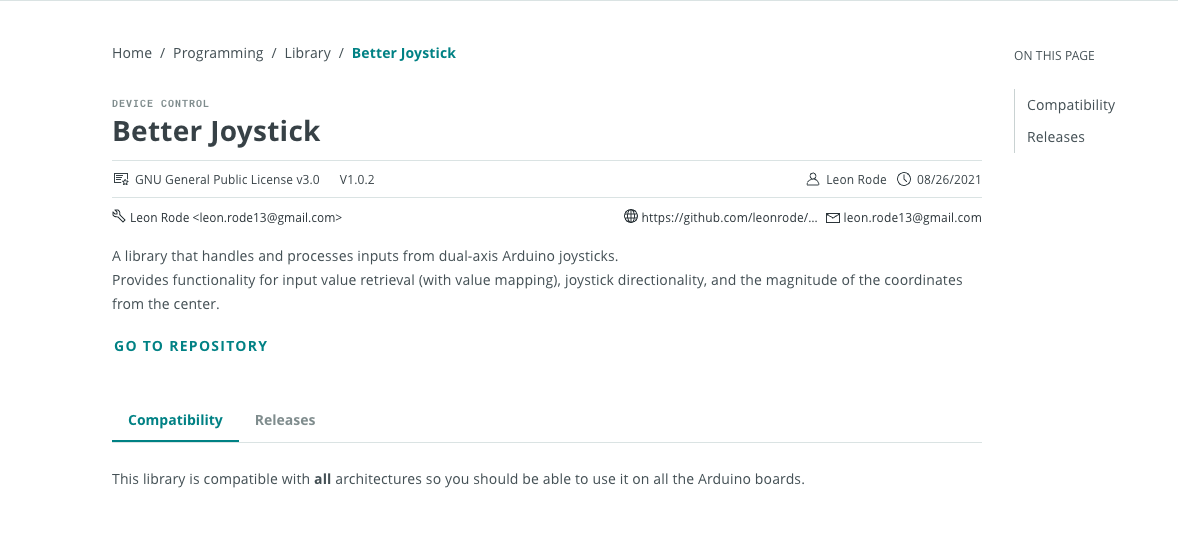 Home / Programming / Library / Better Joystick
ON THIS PAGE
Compatibility
Releases
DEVICE CONTROL
Better Joystick
GNU General Public License v3.0 V1.0.2 Leon Rode 08/26/2021
Leon Rode <leon.rode13@gmail.com> https://github.com/leonrode/... leon.rode13@gmail.com
A library that handles and processes inputs from dual-axis Arduino joysticks.
Provides functionality for input value retrieval (with value mapping), joystick directionality, and the magnitude of the coordinates
from the center.
GO TO REPOSITORY
Compatibility Releases
This library is compatible with all architectures so you should be able to use it on all the Arduino boards.